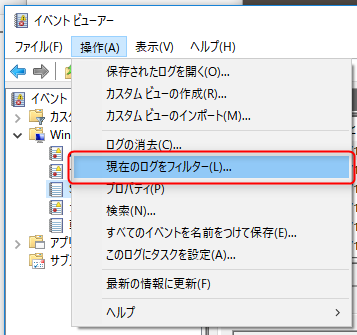 イベント ビューアー
ファイル(F)
操作(A)
表示(V)
ヘルプ(H)
保存されたログを開く(O)...
カスタム ビューの作成(R)...
カスタム ビューのインポート(M)...
ログの消去(C)...
現在のログをフィルター(L)...
プロパティ(P)
検索(N)...
すべてのイベントを名前をつけて保存(E)...
このログにタスクを設定(A)...
最新の情報に更新(F)
ヘルプ
イベント
カス
Win
アプリ
サブ